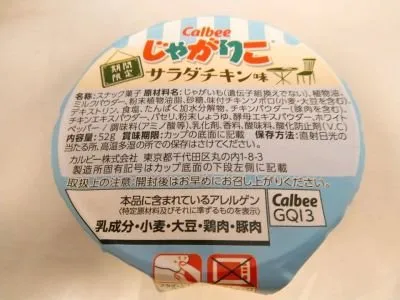 Calbee
じゃがりこ
期間限定
サラダチキン味
名称:スナック菓子 原材料名:じゃがいも(遺伝子組換えでない)、植物油、
ミルクパウダー、粉末植物油脂、砂糖、味付チキンソボロ(小麦・大豆を含む)、
デキストリン、食塩、たんぱく加水分解物、チキンパウダー(豚肉を含む)、
チキンエキスパウダー、パセリ、粉末しょうゆ、酵母エキスパウダー、ホワイト
ペッパー / 調味料(アミノ酸等)、乳化剤、香料、酸味料、酸化防止剤(V.C)
内容量:52g 賞味期限:カップの底面に記載 保存方法:直射日光の
当たる所、高温多湿の所での保存はさけてください。
カルビー株式会社 東京都千代田区丸の内1-8-3
製造所固有記号はカップ底面の下段左側に記載
取扱上の注意:開封後はお早めにお召し上がりください。
本品に含まれているアレルゲン
(特定原材料及びそれに準ずるものを表示)
乳成分・小麦・大豆・鶏肉・豚肉
Calbee
GQ13